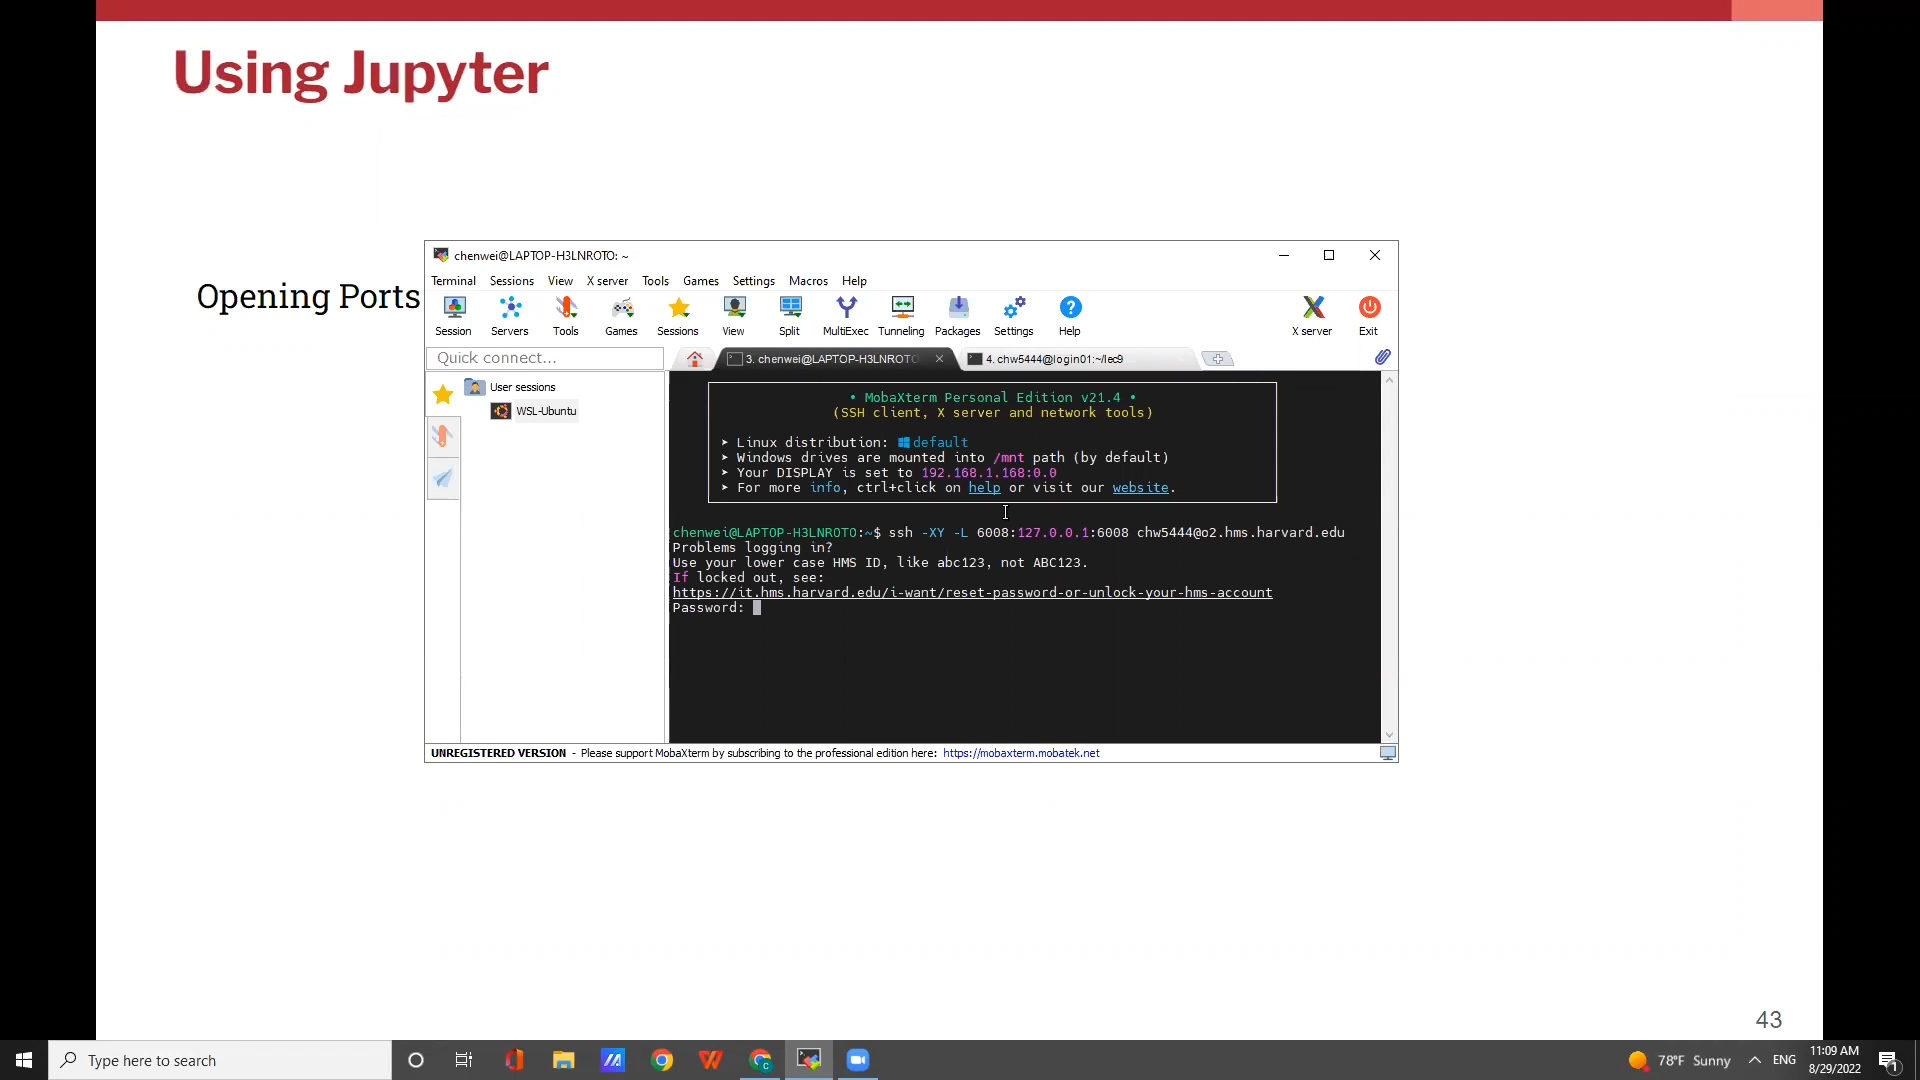 Using Jupyter
Opening Ports
chenwei@LAPTOP-H3LNROTO: ~
Terminal Sessions View X server Tools Games Settings Macros Help
Session Servers Tools Games Sessions View Split MultiExec Tunneling Packages Settings Help X server Exit
Quick connect...
3. chenwei@LAPTOP-H3LNROTO
4. chw5444@login01:~/lec9
User sessions
WSL-Ubuntu
• MobaXterm Personal Edition v21.4 •
(SSH client, X server and network tools)
➤ Linux distribution: default
➤ Windows drives are mounted into /mnt path (by default)
➤ Your DISPLAY is set to 192.168.1.168:0.0
➤ For more info, ctrl+click on help or visit our website.
chenwei@LAPTOP-H3LNROTO:~$ ssh -XY -L 6008:127.0.0.1:6008 chw5444@o2.hms.harvard.edu
Problems logging in?
Use your lower case HMS ID, like abc123, not ABC123.
If locked out, see:
https://it.hms.harvard.edu/i-want/reset-password-or-unlock-your-hms-account
Password:
UNREGISTERED VERSION - Please support MobaXterm by subscribing to the professional edition here: https://mobaxterm.mobatek.net
43
Type here to search
78°F Sunny
ENG
11:09 AM
8/29/2022
1